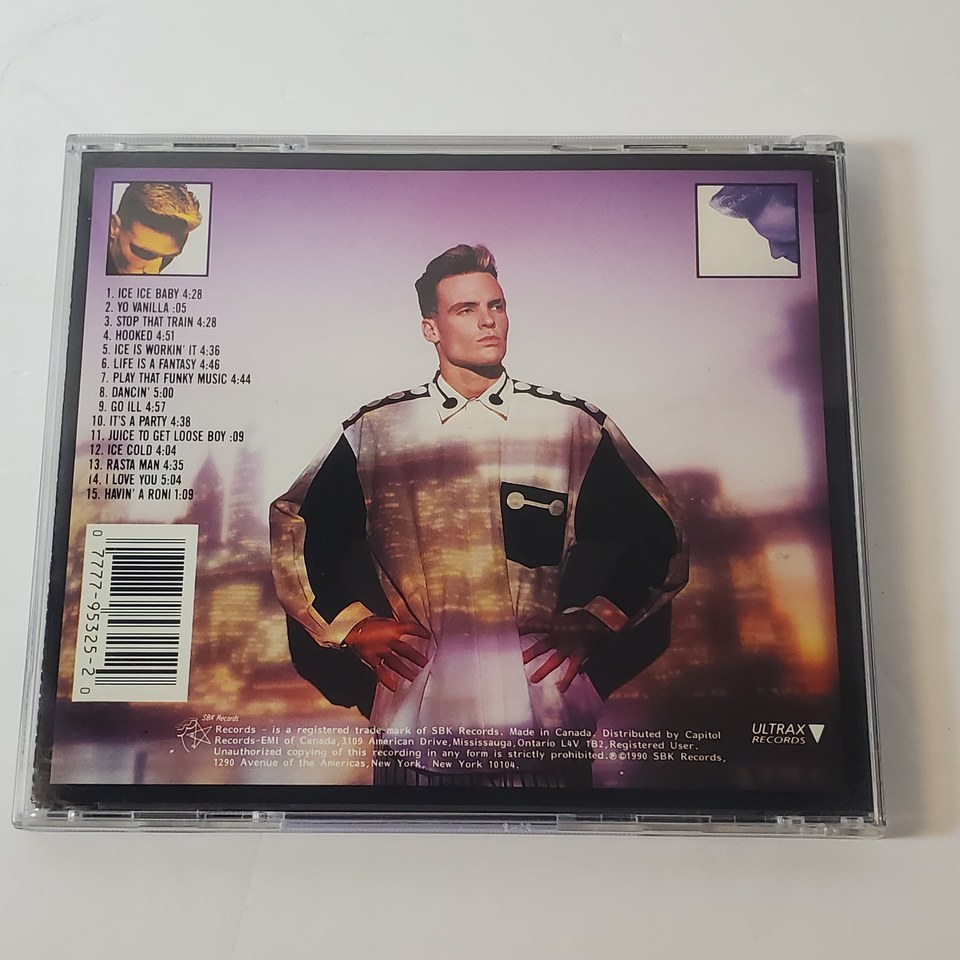 1. ICE ICE BABY 4:28
2. YO VANILLA :05
3. STOP THAT TRAIN 4:28
4. HOOKED 4:51
5. ICE IS WORKIN' IT 4:36
6. LIFE IS A FANTASY 4:46
7. PLAY THAT FUNKY MUSIC 4:44
8. DANCIN' 5:00
9. GO ILL 4:57
10. IT'S A PARTY 4:38
11. JUICE TO GET LOOSE BOY :09
12. ICE COLD 4:04
13. RASTA MAN 4:35
14. I LOVE YOU 5:04
15. HAVIN' A RONI 1:09
0 7777-95325-2 0
SBK Records
Records - is a registered trade mark of SBK Records. Made in Canada. Distributed by Capitol
Records-EMI of Canada,3109 American Drive,Mississauga,Ontario L4V 1B2,Registered User.
Unauthorized copying of this recording in any form is strictly prohibited.℗©1990 SBK Records,
1290 Avenue of the Americas,New York, New York 10104.
ULTRAX
RECORDS